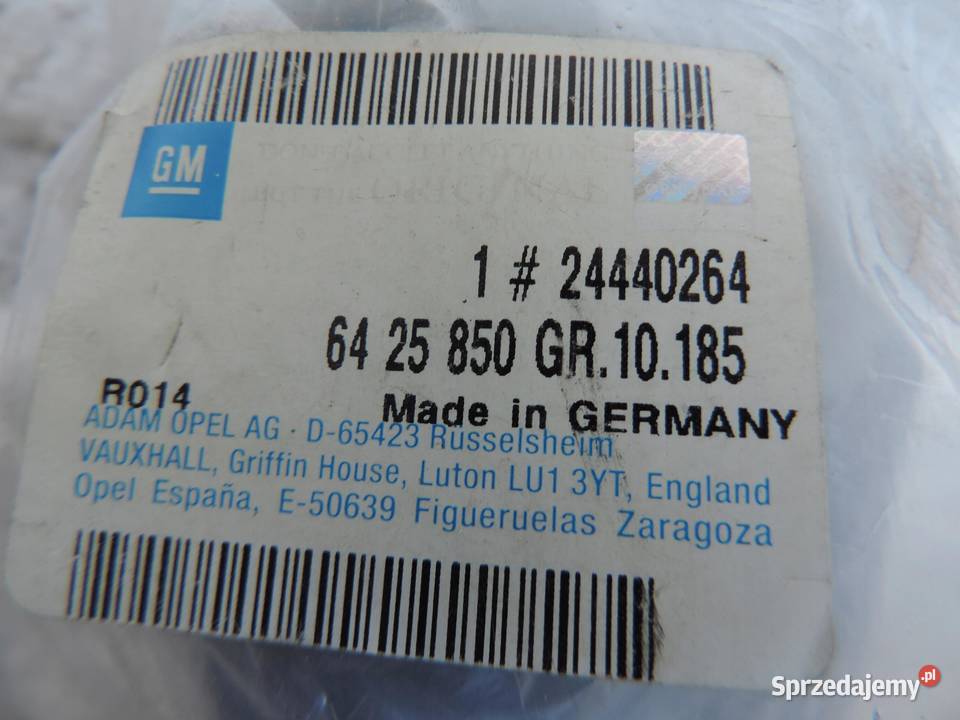 GM
1 # 24440264
64 25 850 GR.10.185
R014
Made in GERMANY
ADAM OPEL AG · D-65423 Russelsheim
VAUXHALL, Griffin House, Luton LU1 3YT, England
Opel España, E-50639 Figueruelas Zaragoza
Sprzedajemy.pl